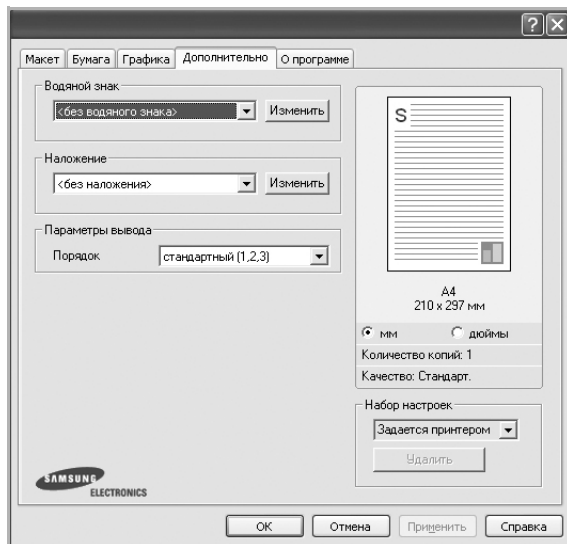 Макет Бумага Графика Дополнительно О программе
Водяной знак
<без водяного знака> Изменить
Наложение
<без наложения> Изменить
Параметры вывода
Порядок стандартный (1,2,3)
S
A4
210 x 297 мм
мм дюймы
Количество копий: 1
Качество: Стандарт.
Набор настроек
Задается принтером
Удалить
SAMSUNG
ELECTRONICS
OK Отмена Применить Справка